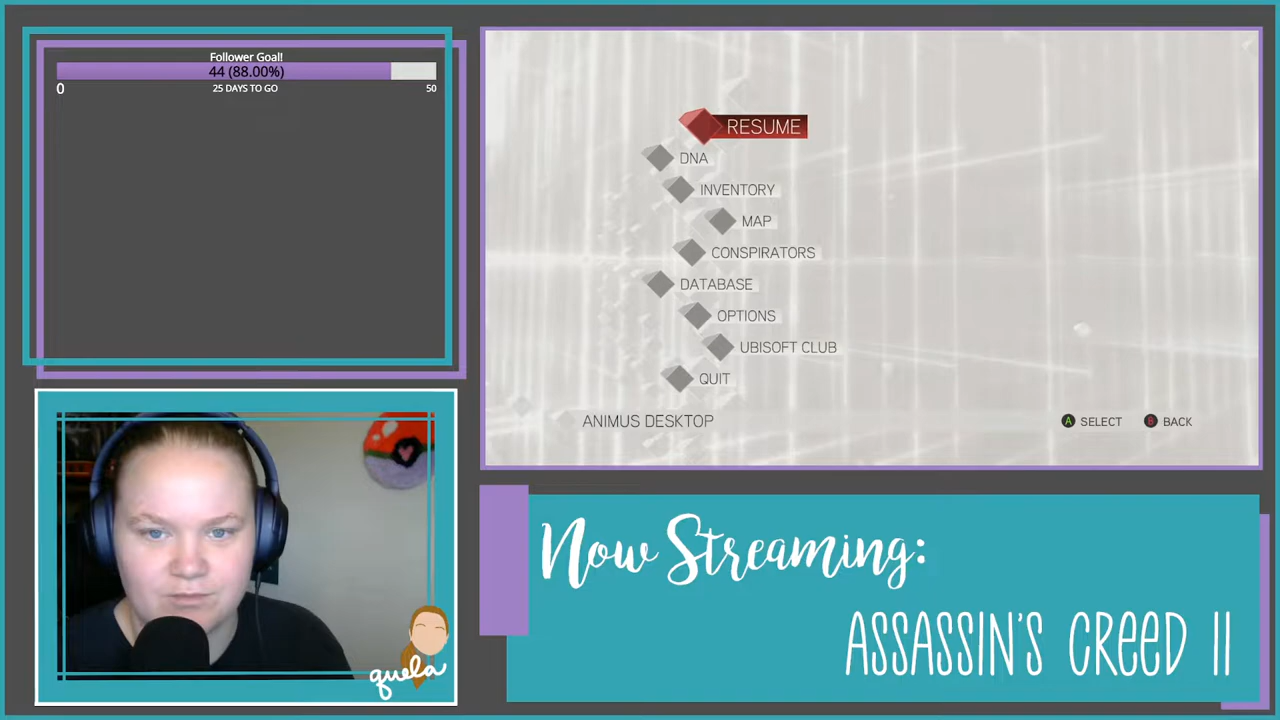 Follower Goal!
44 (88.00%)
0 25 DAYS TO GO 50
RESUME
DNA
INVENTORY
MAP
CONSPIRATORS
DATABASE
OPTIONS
UBISOFT CLUB
QUIT
ANIMUS DESKTOP
A SELECT B BACK
quela
Now Streaming:
ASSASSIN'S CREED II